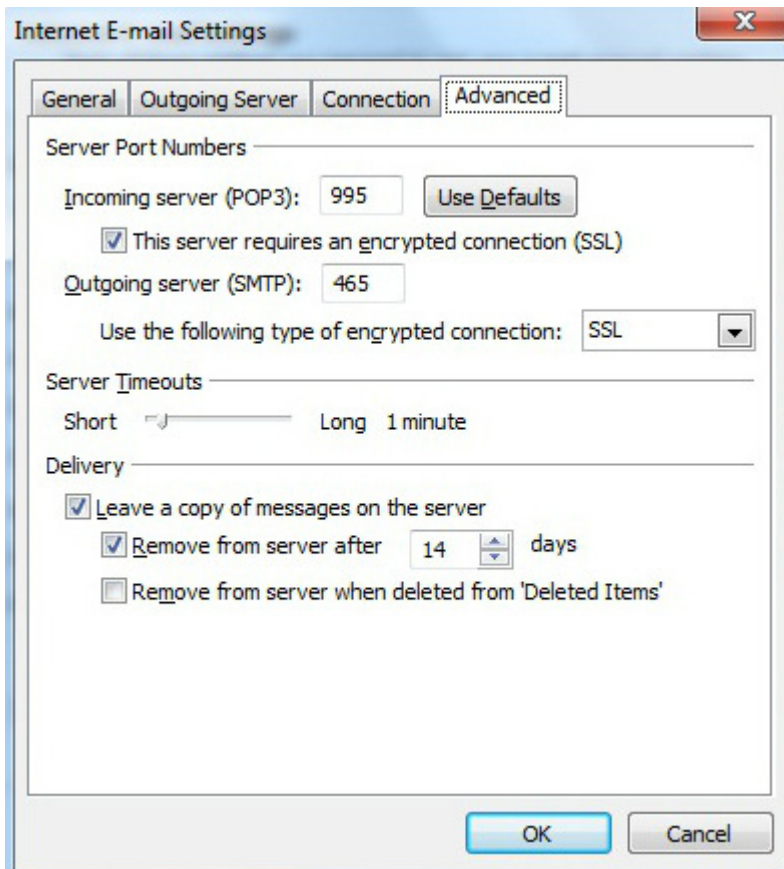 Internet E-mail Settings
General Outgoing Server Connection Advanced
Server Port Numbers
Incoming server (POP3): 995 Use Defaults
This server requires an encrypted connection (SSL)
Outgoing server (SMTP): 465
Use the following type of encrypted connection: SSL
Server Timeouts
Short Long 1 minute
Delivery
Leave a copy of messages on the server
Remove from server after 14 days
Remove from server when deleted from 'Deleted Items'
OK Cancel